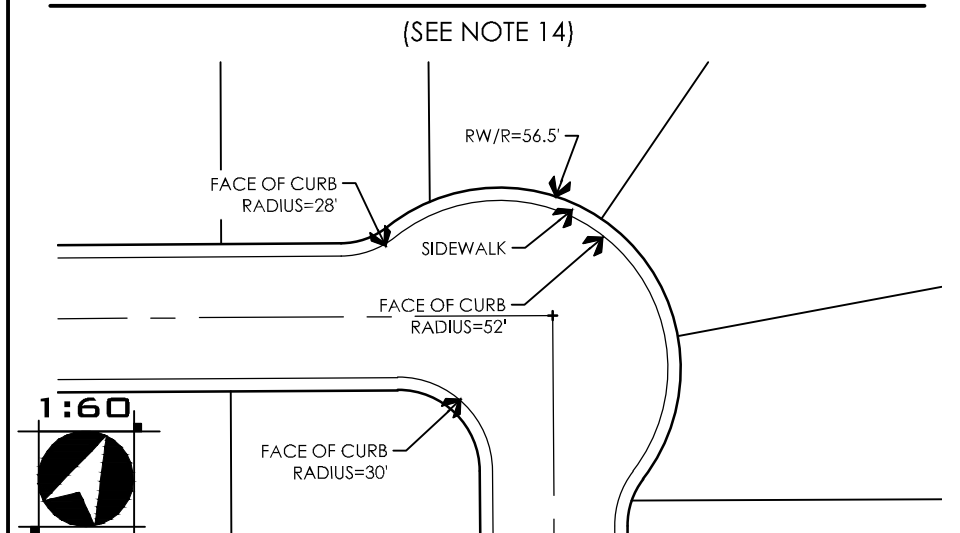 (SEE NOTE 14)
RW/R=56.5'
FACE OF CURB
RADIUS=28'
SIDEWALK
FACE OF CURB
RADIUS=52'
1:60
FACE OF CURB
RADIUS=30'